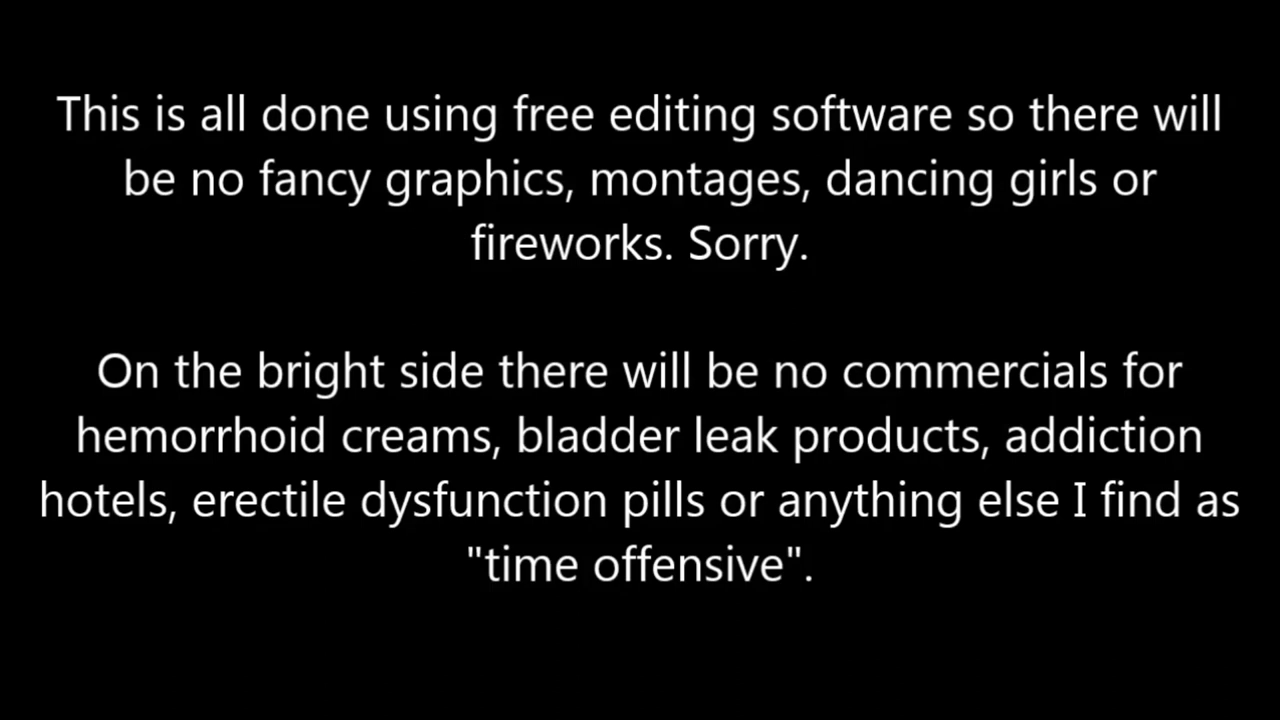 This is all done using free editing software so there will
be no fancy graphics, montages, dancing girls or
fireworks. Sorry.
On the bright side there will be no commercials for
hemorrhoid creams, bladder leak products, addiction
hotels, erectile dysfunction pills or anything else I find as
"time offensive".